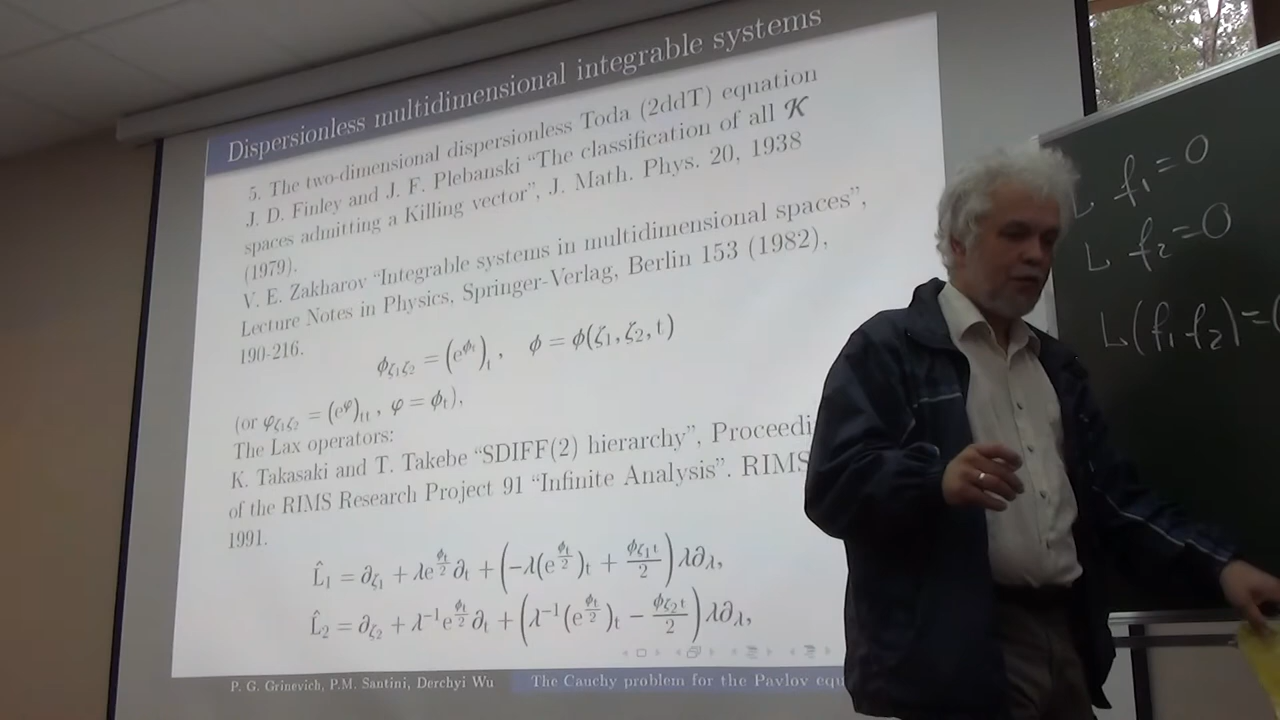 Dispersionless multidimensional integrable systems
5. The two-dimensional dispersionless Toda (2ddT) equation
J. D. Finley and J. F. Plebanski “The classification of all 𝒦
spaces admitting a Killing vector”, J. Math. Phys. 20, 1938
(1979).
V. E. Zakharov “Integrable systems in multidimensional spaces”,
Lecture Notes in Physics, Springer-Verlag, Berlin 153 (1982),
190-216.
ϕ_{ζ₁ζ₂} = (e^{ϕ_t})_t , ϕ = ϕ(ζ₁, ζ₂, t)
(or φ_{ζ₁ζ₂} = (e^φ)_{tt} , φ = ϕ_t),
The Lax operators:
K. Takasaki and T. Takebe “SDIFF(2) hierarchy”, Proceedi
of the RIMS Research Project 91 “Infinite Analysis”. RIMS
1991.
L̂₁ = ∂_{ζ₁} + λe^{ϕ_t/2}∂_t + (−λ(e^{ϕ_t/2})_t + ϕ_{ζ₁t}/2) λ∂_λ,
L̂₂ = ∂_{ζ₂} + λ⁻¹e^{ϕ_t/2}∂_t + (λ⁻¹(e^{ϕ_t/2})_t − ϕ_{ζ₂t}/2) λ∂_λ,
P. G. Grinevich, P.M. Santini, Derchyi Wu The Cauchy problem for the Pavlov equ
L f₁=0
L f₂=0
L(f₁·f₂)=